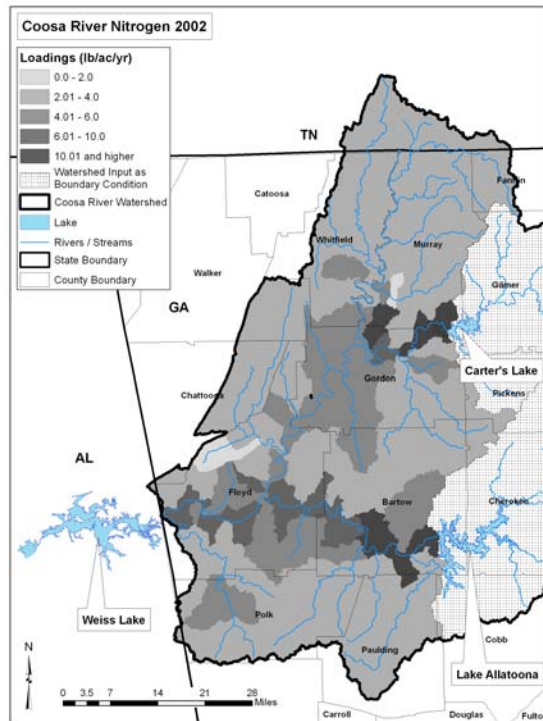 Coosa River Nitrogen 2002
Loadings (lb/ac/yr)
0.0 - 2.0
2.01 - 4.0
4.01 - 6.0
6.01 - 10.0
10.01 and higher
Watershed Input as
Boundary Condition
Coosa River Watershed
Lake
Rivers / Streams
State Boundary
County Boundary
TN
Catoosa
Fannin
Whitfield
Murray
Walker
Gilmer
GA
Carter's Lake
Gordon
Pickens
Chattooga
AL
Floyd
Bartow
Cherokee
Weiss Lake
Polk
Paulding
Cobb
Lake Allatoona
N
0 3.5 7 14 21 28
Miles
Carroll
Douglas
Fulto